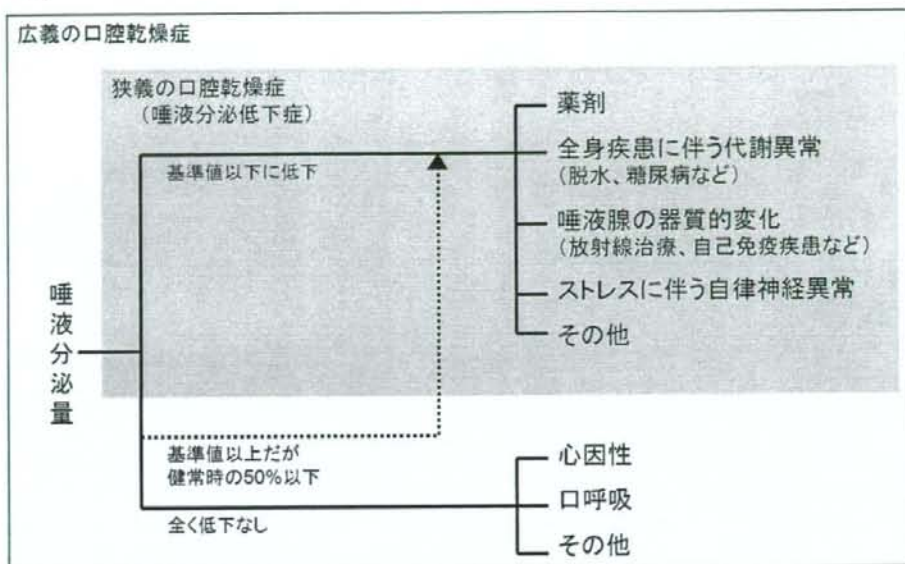 広義の口腔乾燥症
狭義の口腔乾燥症
（唾液分泌低下症）
基準値以下に低下
薬剤
全身疾患に伴う代謝異常
（脱水、糖尿病など）
唾液腺の器質的変化
（放射線治療、自己免疫疾患など）
ストレスに伴う自律神経異常
その他
唾液分泌量
基準値以上だが
健常時の50%以下
全く低下なし
心因性
口呼吸
その他